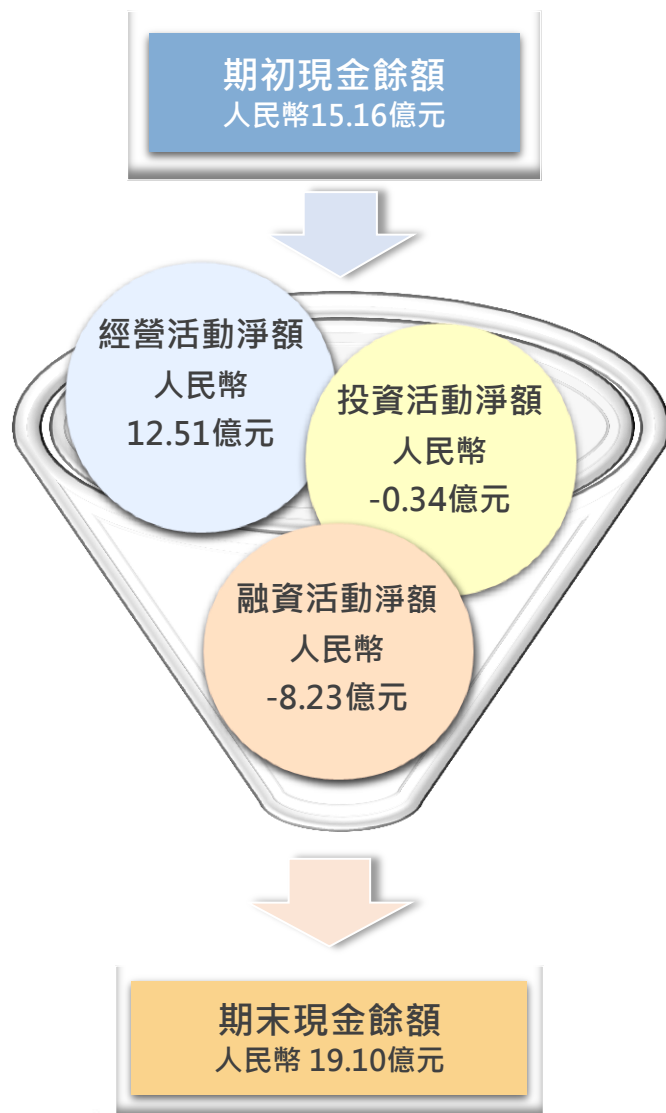 期初現金餘額
人民幣15.16億元
經營活動淨額
人民幣
12.51億元
投資活動淨額
人民幣
-0.34億元
融資活動淨額
人民幣
-8.23億元
期末現金餘額
人民幣 19.10億元